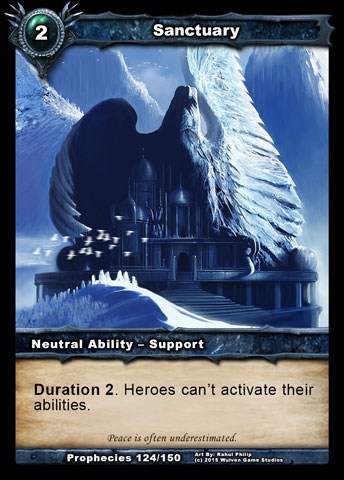 2
Sanctuary
Neutral Ability – Support
Duration 2. Heroes can't activate their
abilities.
Peace is often underestimated.
Prophecies 124/150
Art By: Rahul Philip
(c) 2015 Wulven Game Studios